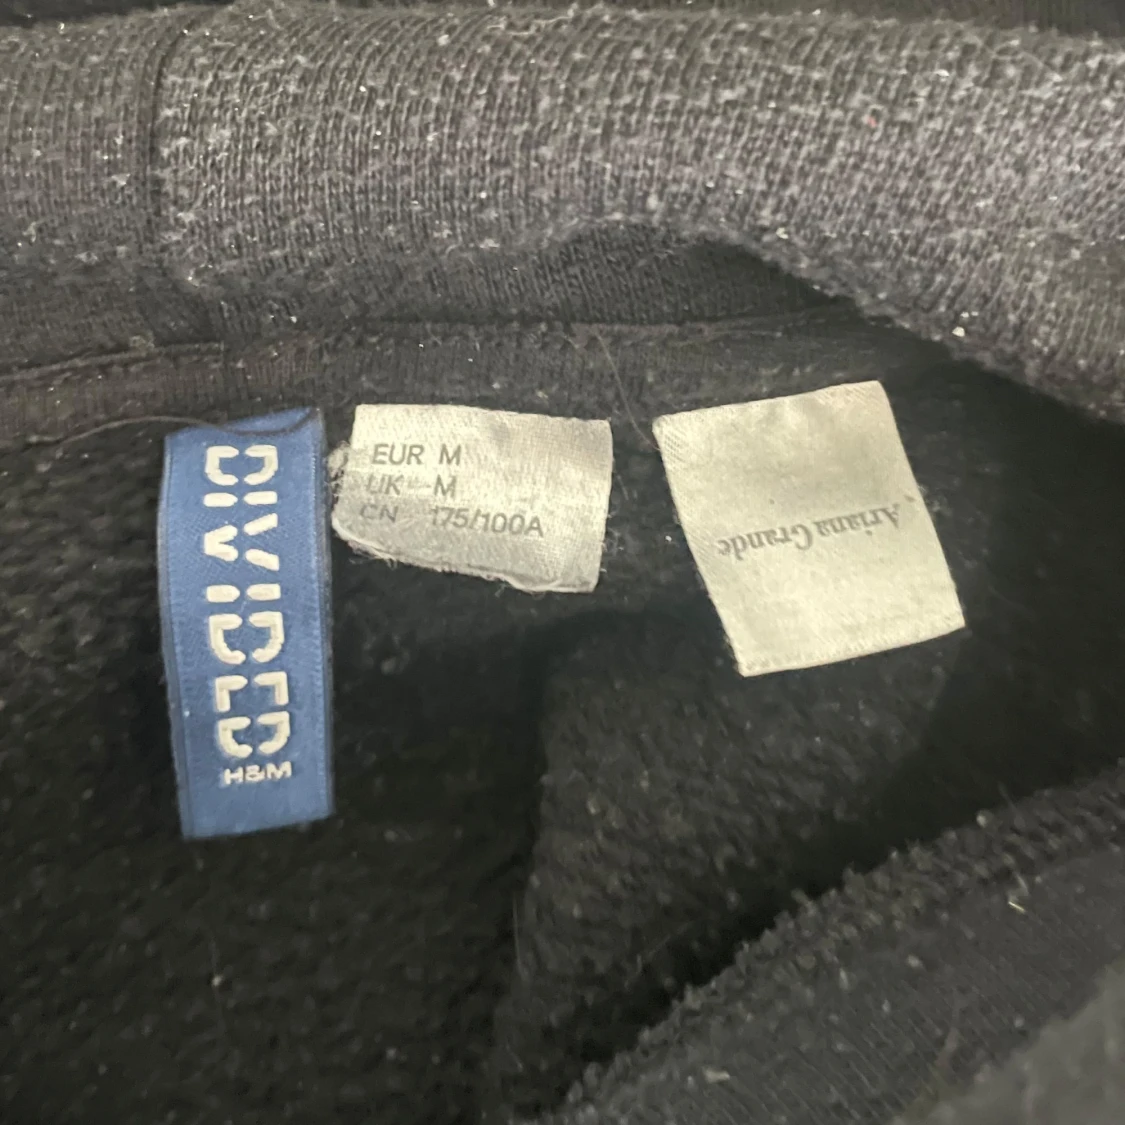 DIVIDED
H&M
EUR M
UK M
CN 175/100A
Ariana Grande